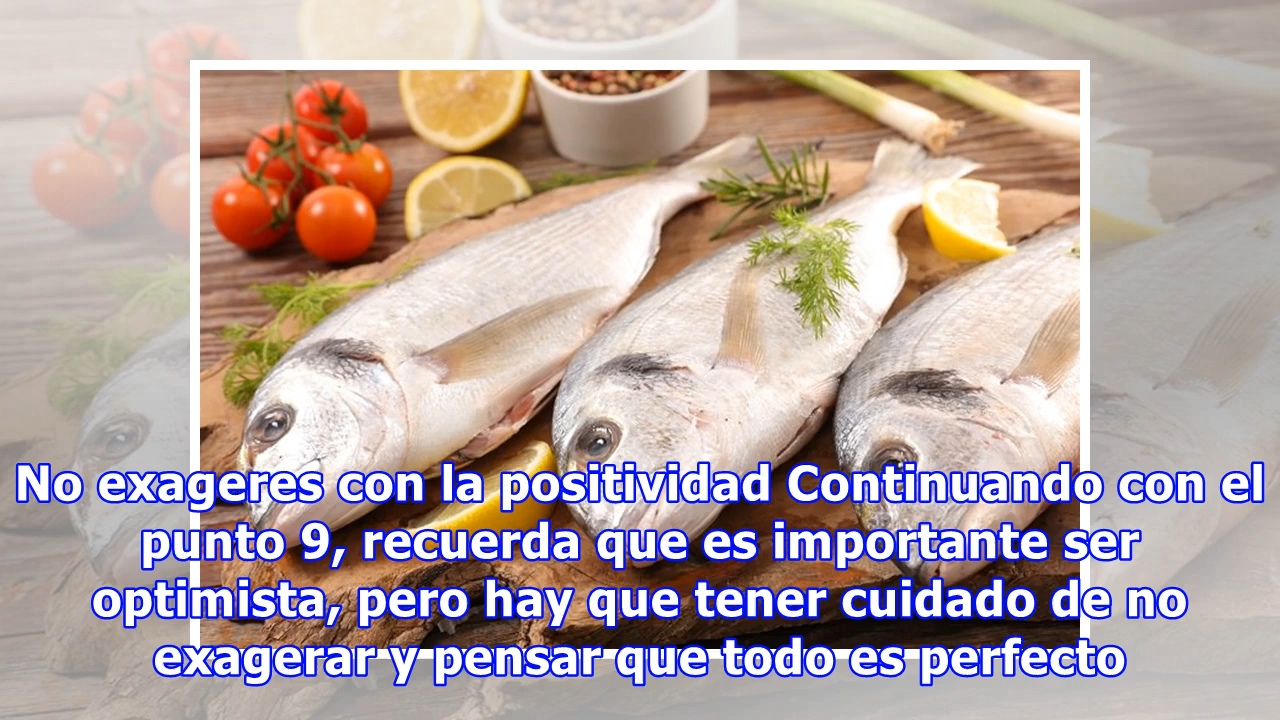 No exageres con la positividad Continuando con el
punto 9, recuerda que es importante ser
optimista, pero hay que tener cuidado de no
exagerar y pensar que todo es perfecto